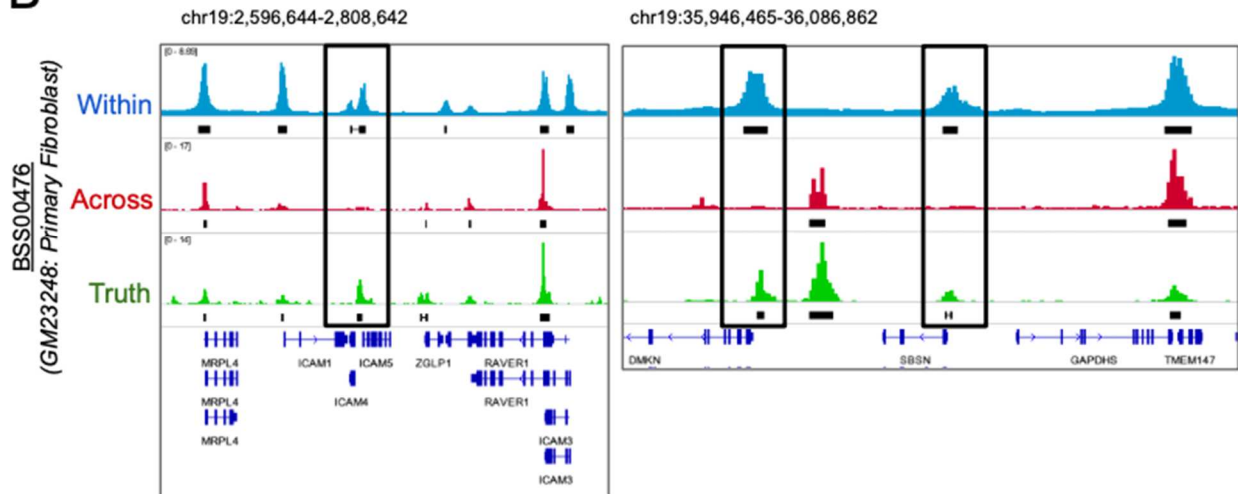 chr19:2,596,644-2,808,642
chr19:35,946,465-36,086,862
BSS00476
(GM23248: Primary Fibroblast)
Within
[0 - 8.69]
Across
[0 - 17]
Truth
[0 - 14]
MRPL4 ICAM1 ICAM5 ZGLP1 RAVER1
MRPL4 ICAM4 RAVER1
MRPL4 ICAM3
ICAM3
DMKN SBSN GAPDHS TMEM147